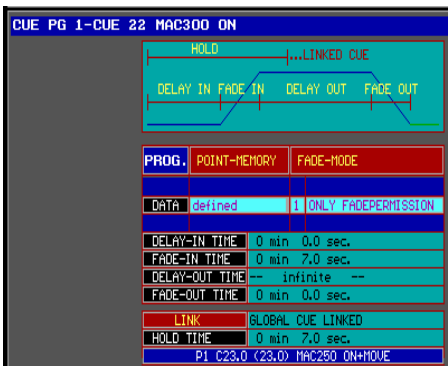 CUE PG 1-CUE 22 MAC300 ON
HOLD
...LINKED CUE
DELAY IN FADE IN DELAY OUT FADE OUT
PROG. POINT-MEMORY FADE-MODE
DATA defined 1 ONLY FADEPERMISSION
DELAY-IN TIME 0 min 0.0 sec.
FADE-IN TIME 0 min 7.0 sec.
DELAY-OUT TIME -- infinite --
FADE-OUT TIME 0 min 0.0 sec.
LINK GLOBAL CUE LINKED
HOLD TIME 0 min 7.0 sec.
P1 C23.0 (23.0) MAC250 ON+MOVE